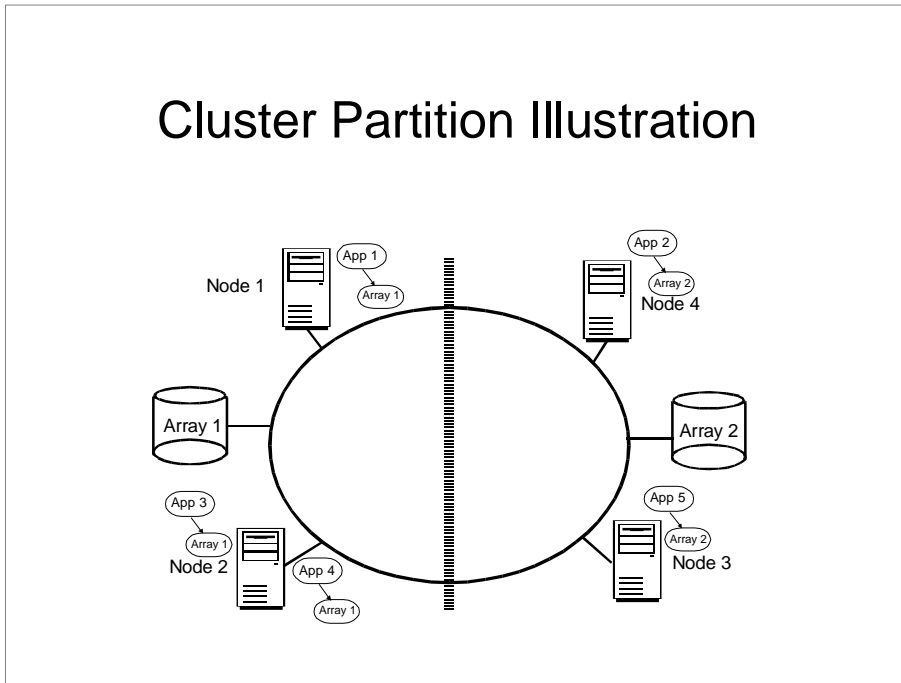 Cluster Partition Illustration
App 1
Array 1
Node 1
App 2
Array 2
Node 4
Array 1
Array 2
App 3
Array 1
Node 2
App 4
Array 1
App 5
Array 2
Node 3